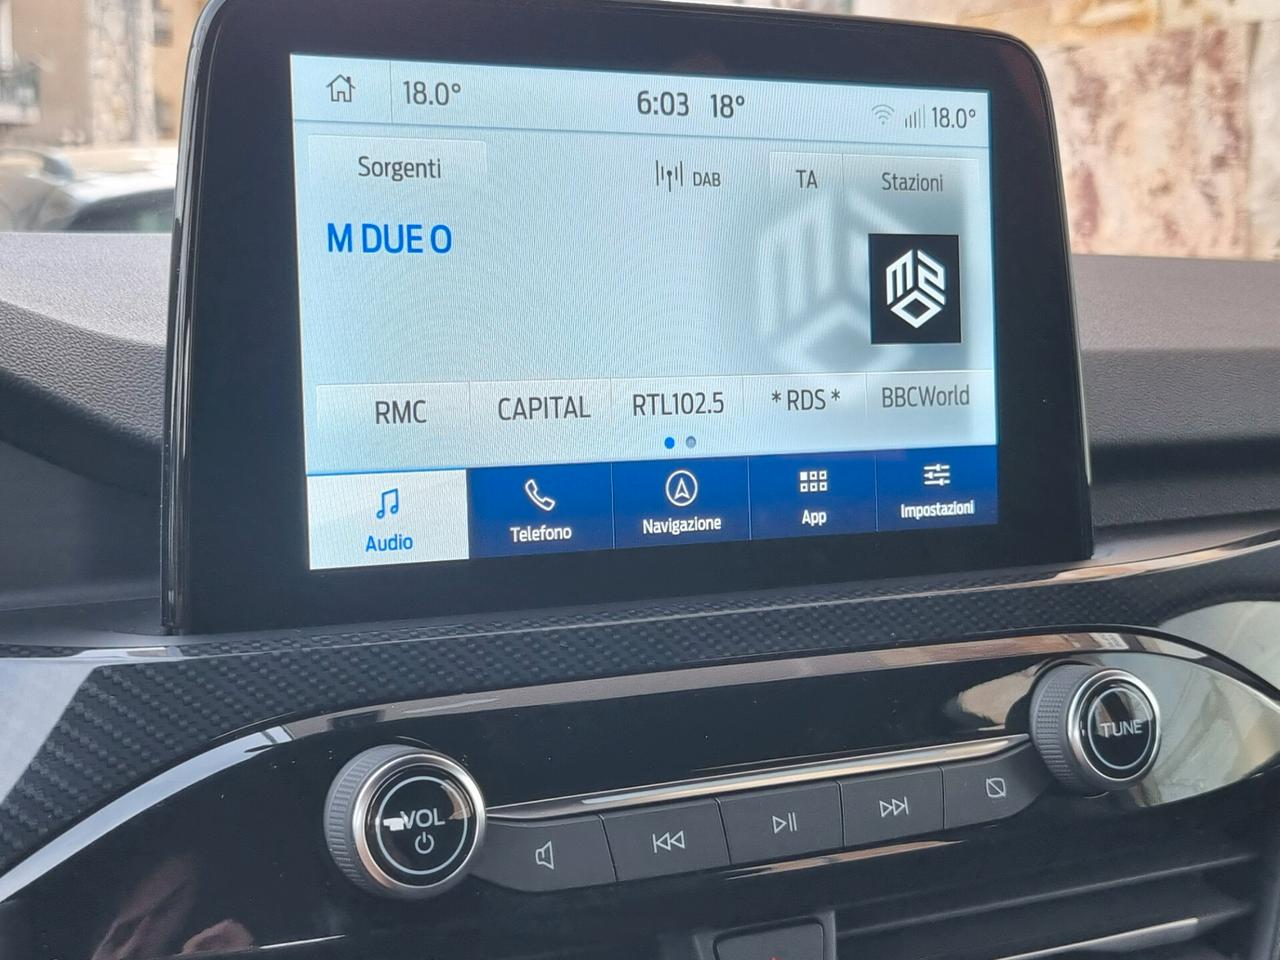 18.0° 6:03 18° 18.0°
Sorgenti DAB TA Stazioni
M DUE O
M2O
RMC CAPITAL RTL102.5 *RDS* BBCWorld
Audio Telefono Navigazione App Impostazioni
VOL TUNE